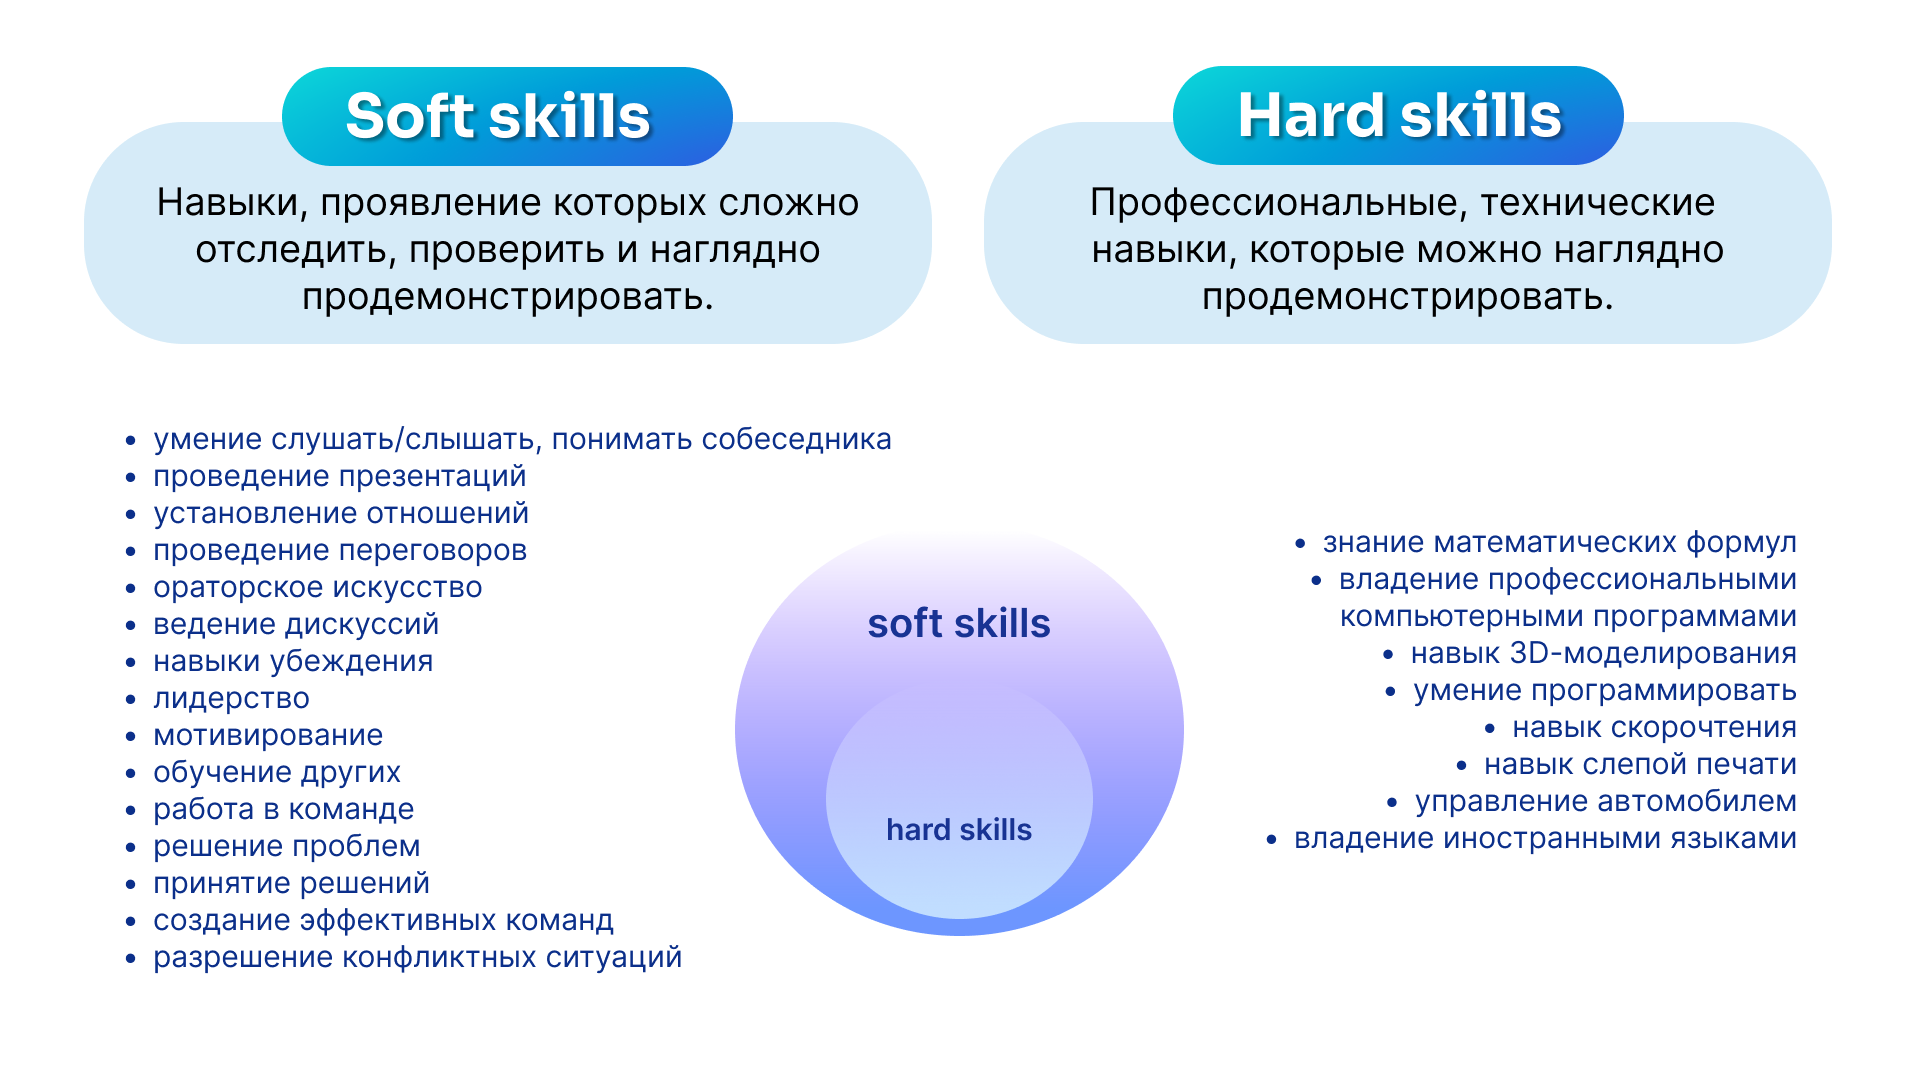 Soft skills
Навыки, проявление которых сложно
отследить, проверить и наглядно
продемонстрировать.
Hard skills
Профессиональные, технические
навыки, которые можно наглядно
продемонстрировать.
• умение слушать/слышать, понимать собеседника
• проведение презентаций
• установление отношений
• проведение переговоров
• ораторское искусство
• ведение дискуссий
• навыки убеждения
• лидерство
• мотивирование
• обучение других
• работа в команде
• решение проблем
• принятие решений
• создание эффективных команд
• разрешение конфликтных ситуаций
soft skills
hard skills
• знание математических формул
• владение профессиональными
компьютерными программами
• навык 3D-моделирования
• умение программировать
• навык скорочтения
• навык слепой печати
• управление автомобилем
• владение иностранными языками